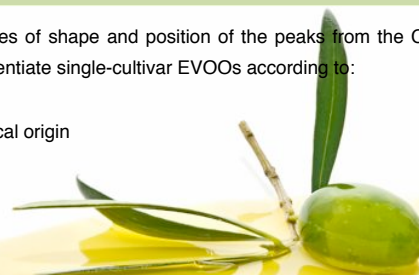 es of shape and position of the peaks from the
entiate single-cultivar EVOOs according to:
cal origin